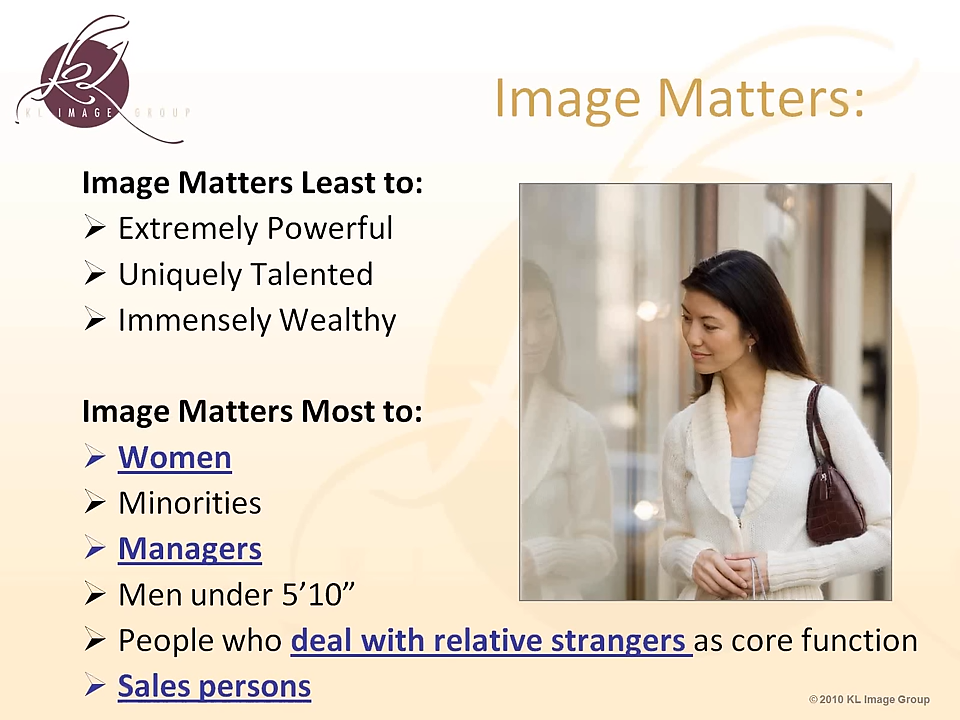 KL IMAGE GROUP
Image Matters:
Image Matters Least to:
➢ Extremely Powerful
➢ Uniquely Talented
➢ Immensely Wealthy
Image Matters Most to:
➢ Women
➢ Minorities
➢ Managers
➢ Men under 5’10”
➢ People who deal with relative strangers as core function
➢ Sales persons
© 2010 KL Image Group